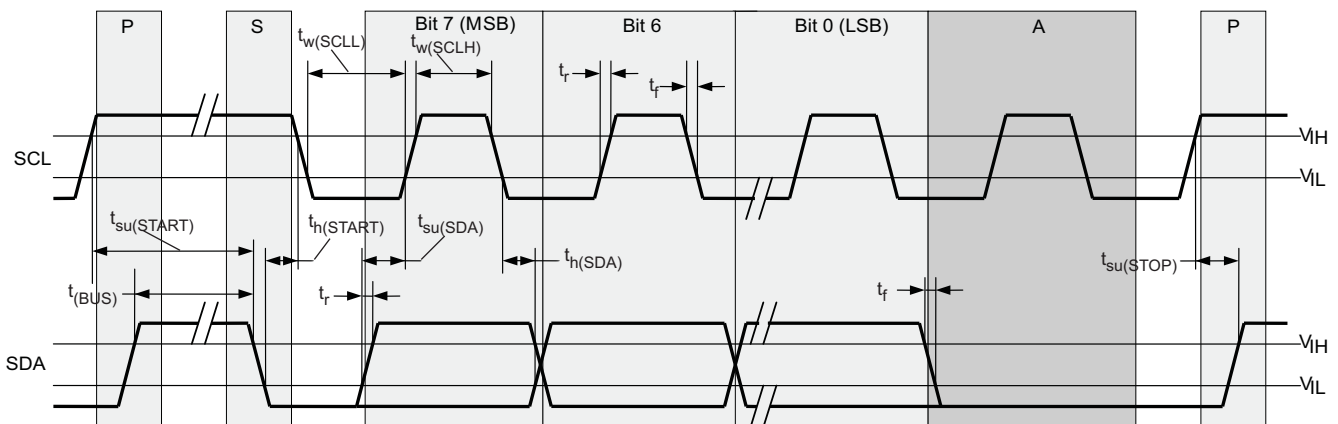 P S Bit 7 (MSB) Bit 6 Bit 0 (LSB) A P
tw(SCLL) tw(SCLH) tr tf
VIH
SCL
VIL
tsu(START) th(START) tsu(SDA) th(SDA) tsu(STOP)
t(BUS) tr tf
VIH
SDA
VIL